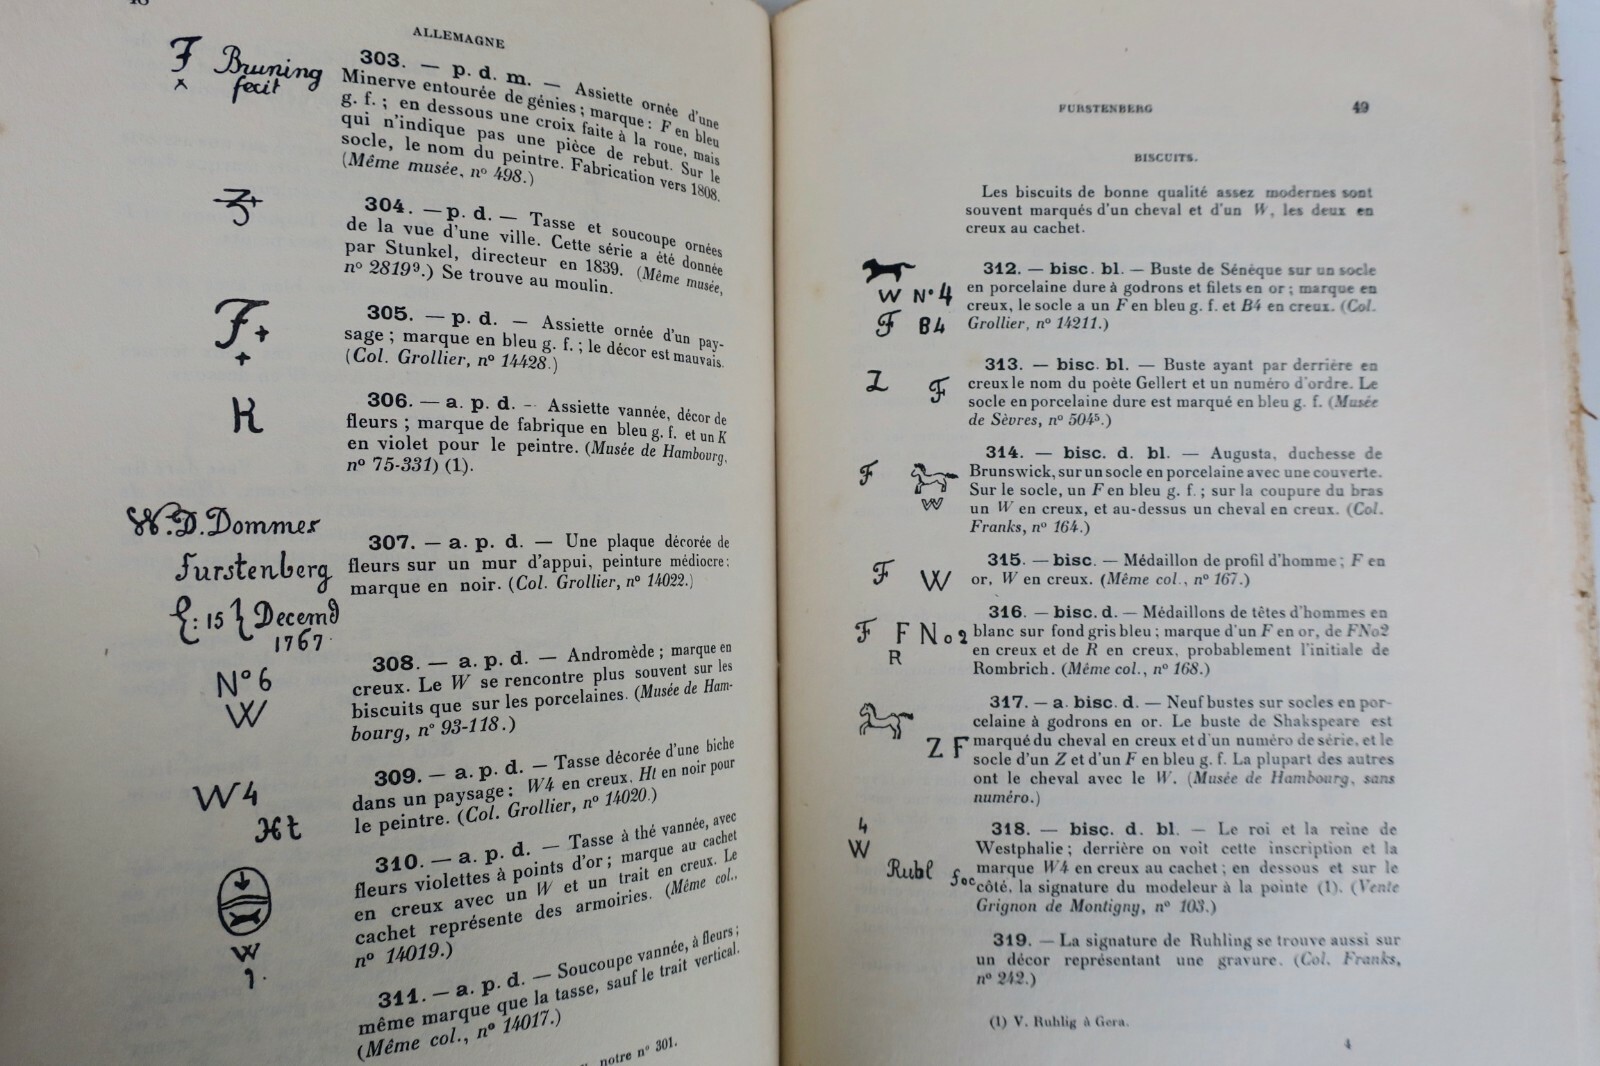 ALLEMAGNE
F Bruning
fecit
303. — p. d. m. — Assiette ornée d'une
Minerve entourée de génies ; marque : F en bleu
g. f. ; en dessous une croix faite à la roue, mais
qui n'indique pas une pièce de rebut. Sur le
socle, le nom du peintre. Fabrication vers 1808.
(Même musée, nº 498.)
304. — p. d. — Tasse et soucoupe ornées
de la vue d'une ville. Cette série a été donnée
par Stunkel, directeur en 1839. (Même musée,
nº 2819⁹.) Se trouve au moulin.
F
305. — p. d. — Assiette ornée d'un pay-
sage ; marque en bleu g. f. ; le décor est mauvais.
(Col. Grollier, nº 14428.)
K
306. — a. p. d. — Assiette vannée, décor de
fleurs ; marque de fabrique en bleu g. f. et un K
en violet pour le peintre. (Musée de Hambourg,
nº 75-331) (1).
W.D.Dommes
Furstenberg
: 15 Decemb
1767
307. — a. p. d. — Une plaque décorée de
fleurs sur un mur d'appui, peinture médiocre ;
marque en noir. (Col. Grollier, nº 14022.)
Nº 6
W
308. — a. p. d. — Andromède ; marque en
creux. Le W se rencontre plus souvent sur les
biscuits que sur les porcelaines. (Musée de Ham-
bourg, nº 93-118.)
W4
Ht
309. — a. p. d. — Tasse décorée d'une biche
dans un paysage : W4 en creux. Ht en noir pour
le peintre. (Col. Grollier, nº 14020.)
W
310. — a. p. d. — Tasse à thé vannée, avec
fleurs violettes à points d'or ; marque au cachet
en creux avec un W et un trait en creux. Le
cachet représente des armoiries. (Même col.,
nº 14019.)
311. — a. p. d. — Soucoupe vannée, à fleurs ;
même marque que la tasse, sauf le trait vertical.
(Même col., nº 14017.)
notre nº 301.
FURSTENBERG 49
BISCUITS.
Les biscuits de bonne qualité assez modernes sont
souvent marqués d'un cheval et d'un W, les deux en
creux au cachet.
W Nº 4
F B4
312. — bisc. bl. — Buste de Sénèque sur un socle
en porcelaine dure à godrons et filets en or ; marque en
creux, le socle a un F en bleu g. f. et B4 en creux. (Col.
Grollier, nº 14211.)
Z F
313. — bisc. bl. — Buste ayant par derrière en
creux le nom du poète Gellert et un numéro d'ordre. Le
socle en porcelaine dure est marqué en bleu g. f. (Musée
de Sèvres, nº 504⁵.)
F
W
314. — bisc. d. bl. — Augusta, duchesse de
Brunswick, sur un socle en porcelaine avec une couverte.
Sur le socle, un F en bleu g. f. ; sur la coupure du bras
un W en creux, et au-dessus un cheval en creux. (Col.
Franks, nº 164.)
F W
315. — bisc. — Médaillon de profil d'homme ; F en
or, W en creux. (Même col., nº 167.)
F F No2
R
316. — bisc. d. — Médaillons de têtes d'hommes en
blanc sur fond gris bleu ; marque d'un F en or, de FNo2
en creux et de R en creux, probablement l'initiale de
Rombrich. (Même col., nº 168.)
Z F
317. — a. bisc. d. — Neuf bustes sur socles en por-
celaine à godrons en or. Le buste de Shakspeare est
marqué du cheval en creux et d'un numéro de série, et le
socle d'un Z et d'un F en bleu g. f. La plupart des autres
ont le cheval avec le W. (Musée de Hambourg, sans
numéro.)
4
W
Rubl fec
318. — bisc. d. bl. — Le roi et la reine de
Westphalie ; derrière on voit cette inscription et la
marque W4 en creux au cachet ; en dessous et sur le
côté, la signature du modeleur à la pointe (1). (Vente
Grignon de Montigny, nº 103.)
319. — La signature de Ruhling se trouve aussi sur
un décor représentant une gravure. (Col. Franks,
nº 242.)
(1) V. Ruhlig à Gera.
4